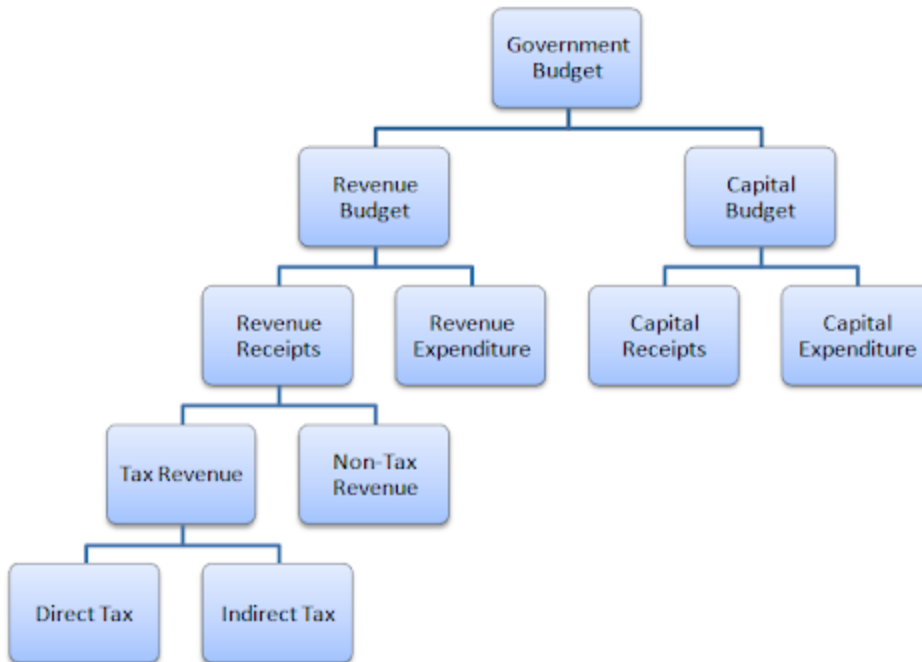 Government
Budget
Revenue
Budget
Capital
Budget
Revenue
Receipts
Revenue
Expenditure
Capital
Receipts
Capital
Expenditure
Tax Revenue
Non-Tax
Revenue
Direct Tax
Indirect Tax